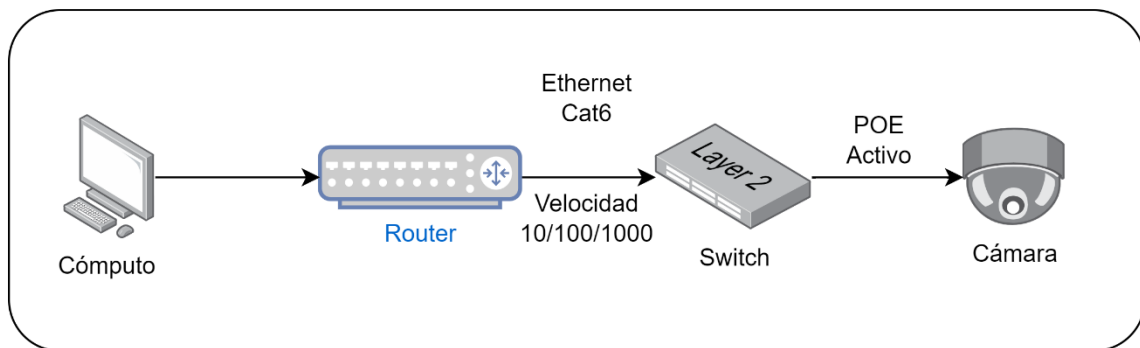 Ethernet
Cat6
POE
Activo
Layer 2
Velocidad
10/100/1000
Router
Switch
Cómputo
Cámara